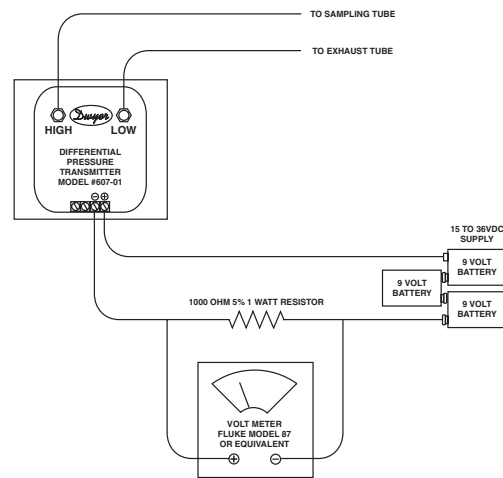 TO SAMPLING TUBE
TO EXHAUST TUBE
Dwyer
HIGH
LOW
DIFFERENTIAL
PRESSURE
TRANSMITTER
MODEL #607-01
⊖ ⊕
15 TO 36VDC
SUPPLY
9 VOLT
BATTERY
9 VOLT
BATTERY
9 VOLT
BATTERY
1000 OHM 5% 1 WATT RESISTOR
VOLT METER
FLUKE MODEL 87
OR EQUIVALENT
⊕ ⊖